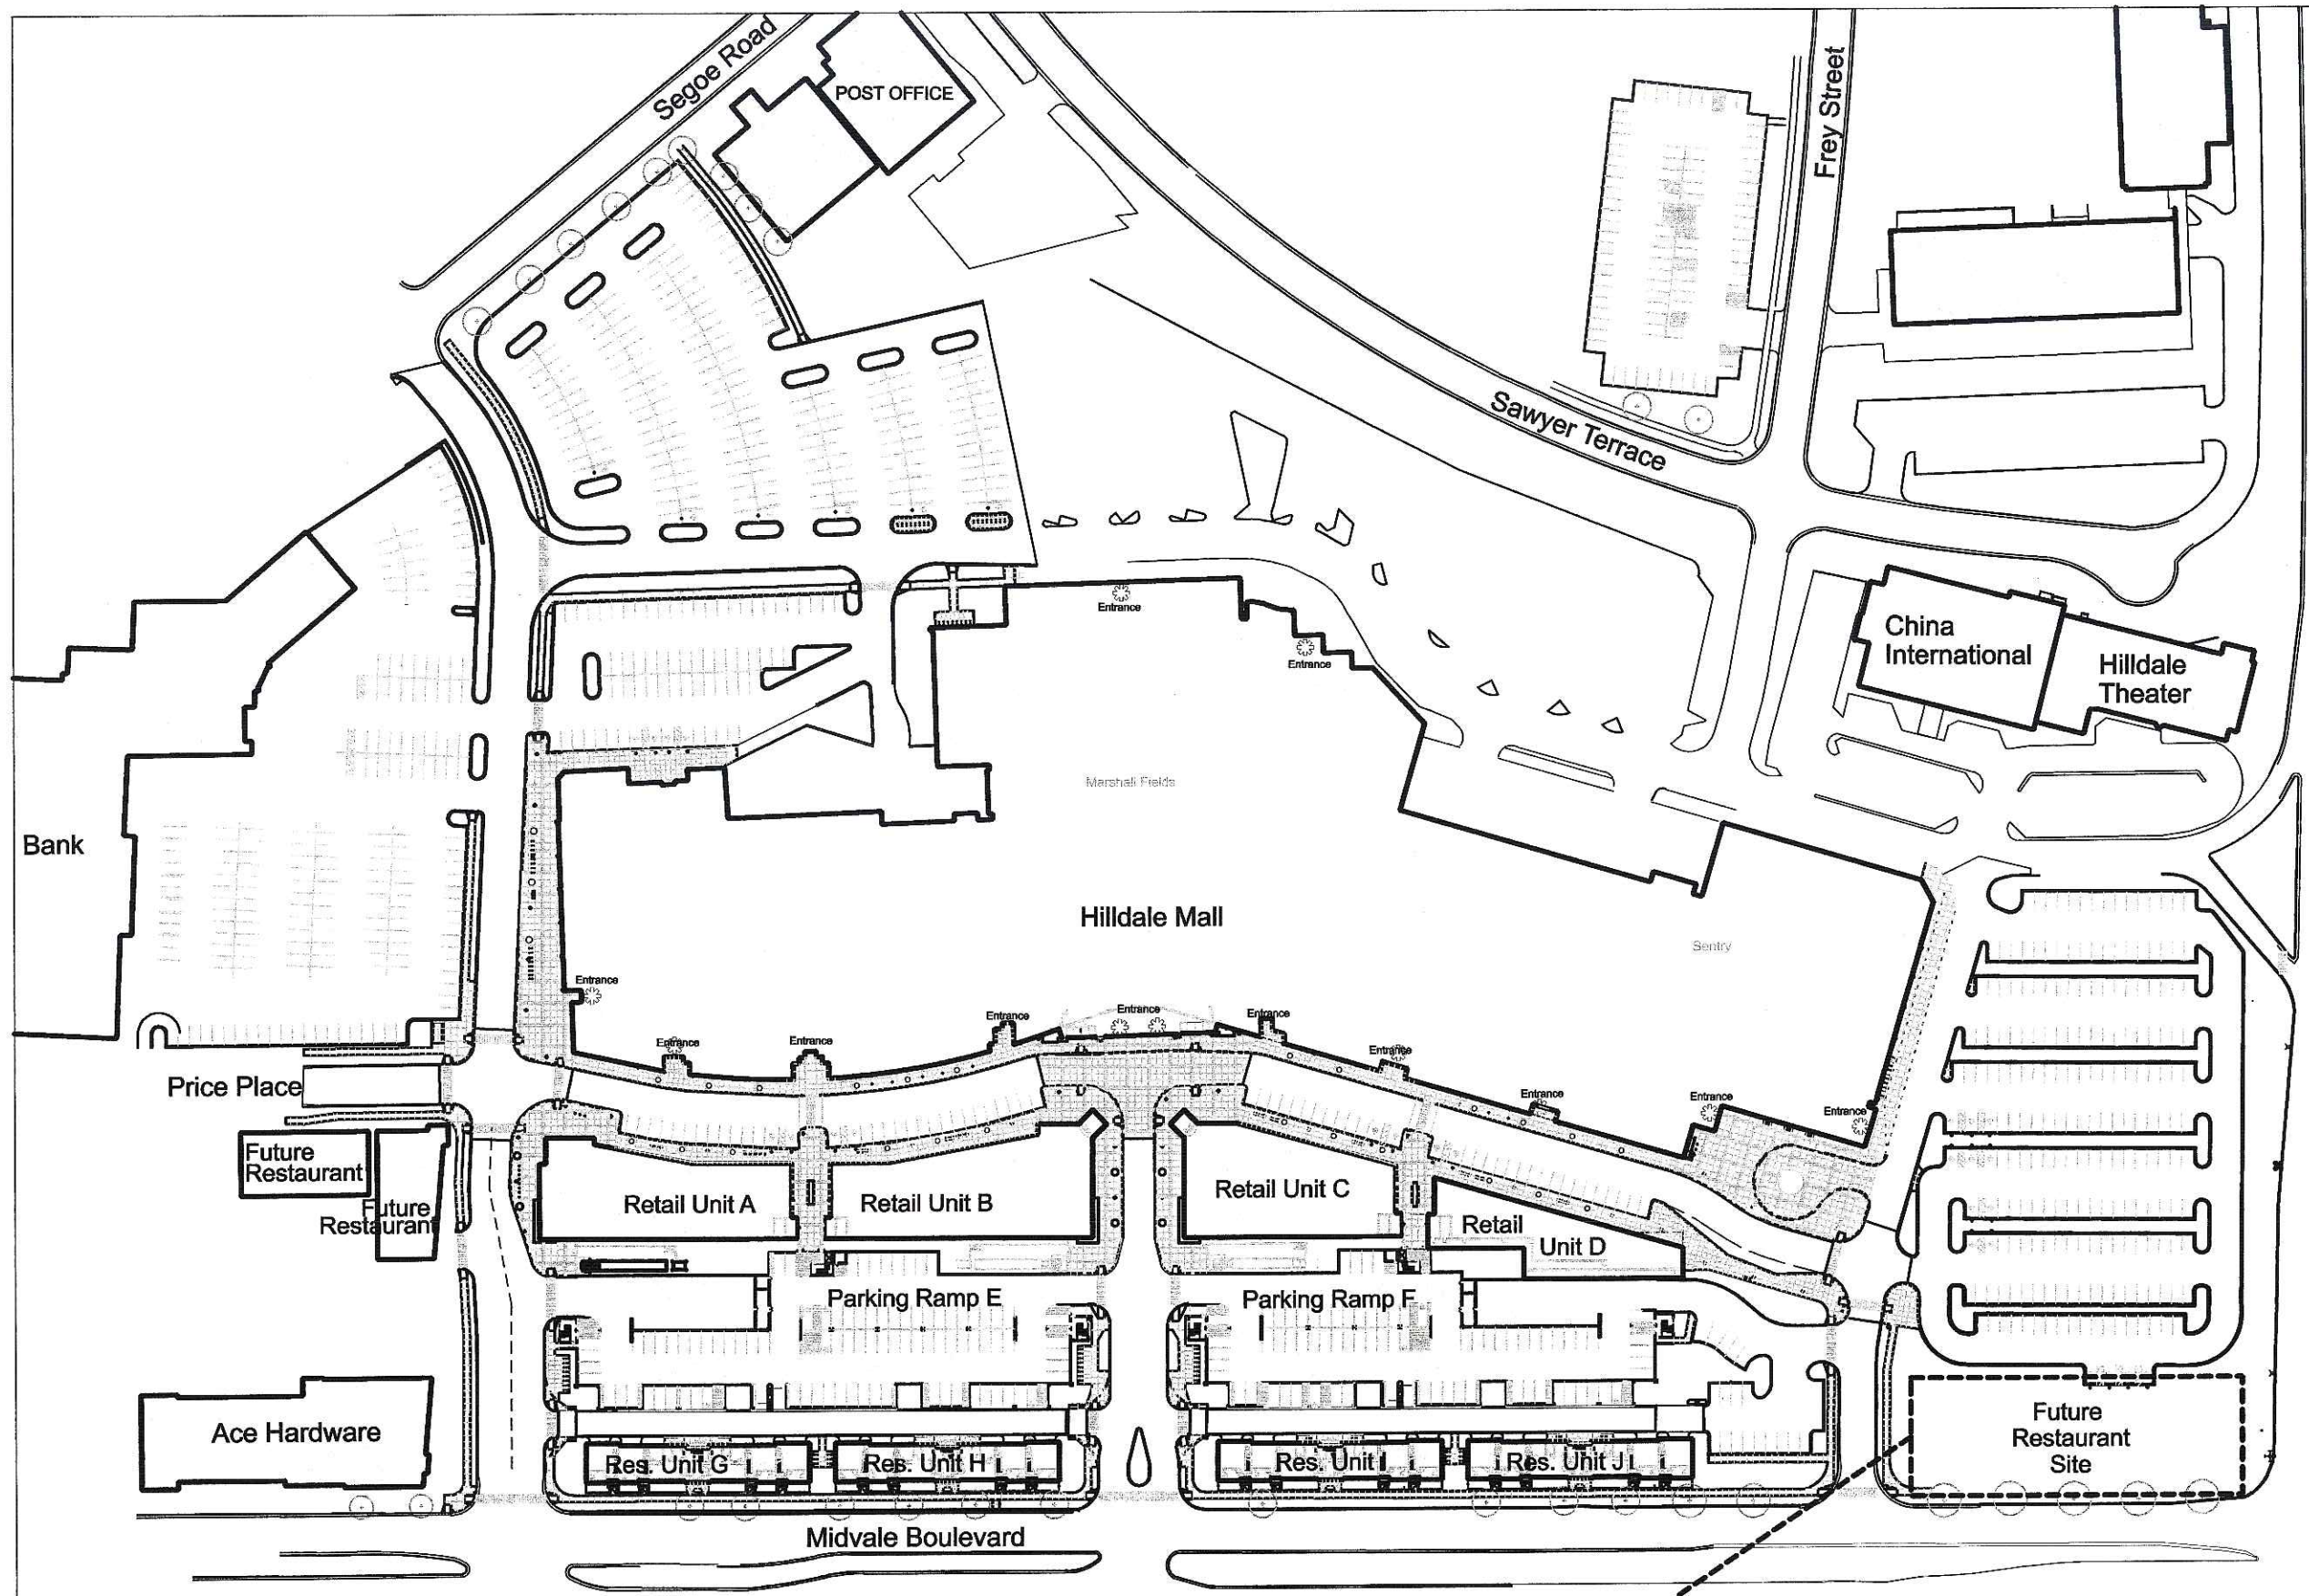 Segoe Road
POST OFFICE
Frey Street
Sawyer Terrace
Entrance
Entrance
China
International
Hilldale
Theater
Marshall Fields
Bank
Hilldale Mall
Sentry
Entrance
Entrance
Entrance
Entrance
Entrance
Entrance
Entrance
Entrance
Entrance
Entrance
Price Place
Future
Restaurant
Future
Restaurant
Retail Unit A
Retail Unit B
Retail Unit C
Retail
Unit D
Parking Ramp E
Parking Ramp F
Ace Hardware
Res. Unit G
Res. Unit H
Res. Unit I
Res. Unit J
Future
Restaurant
Site
Midvale Boulevard